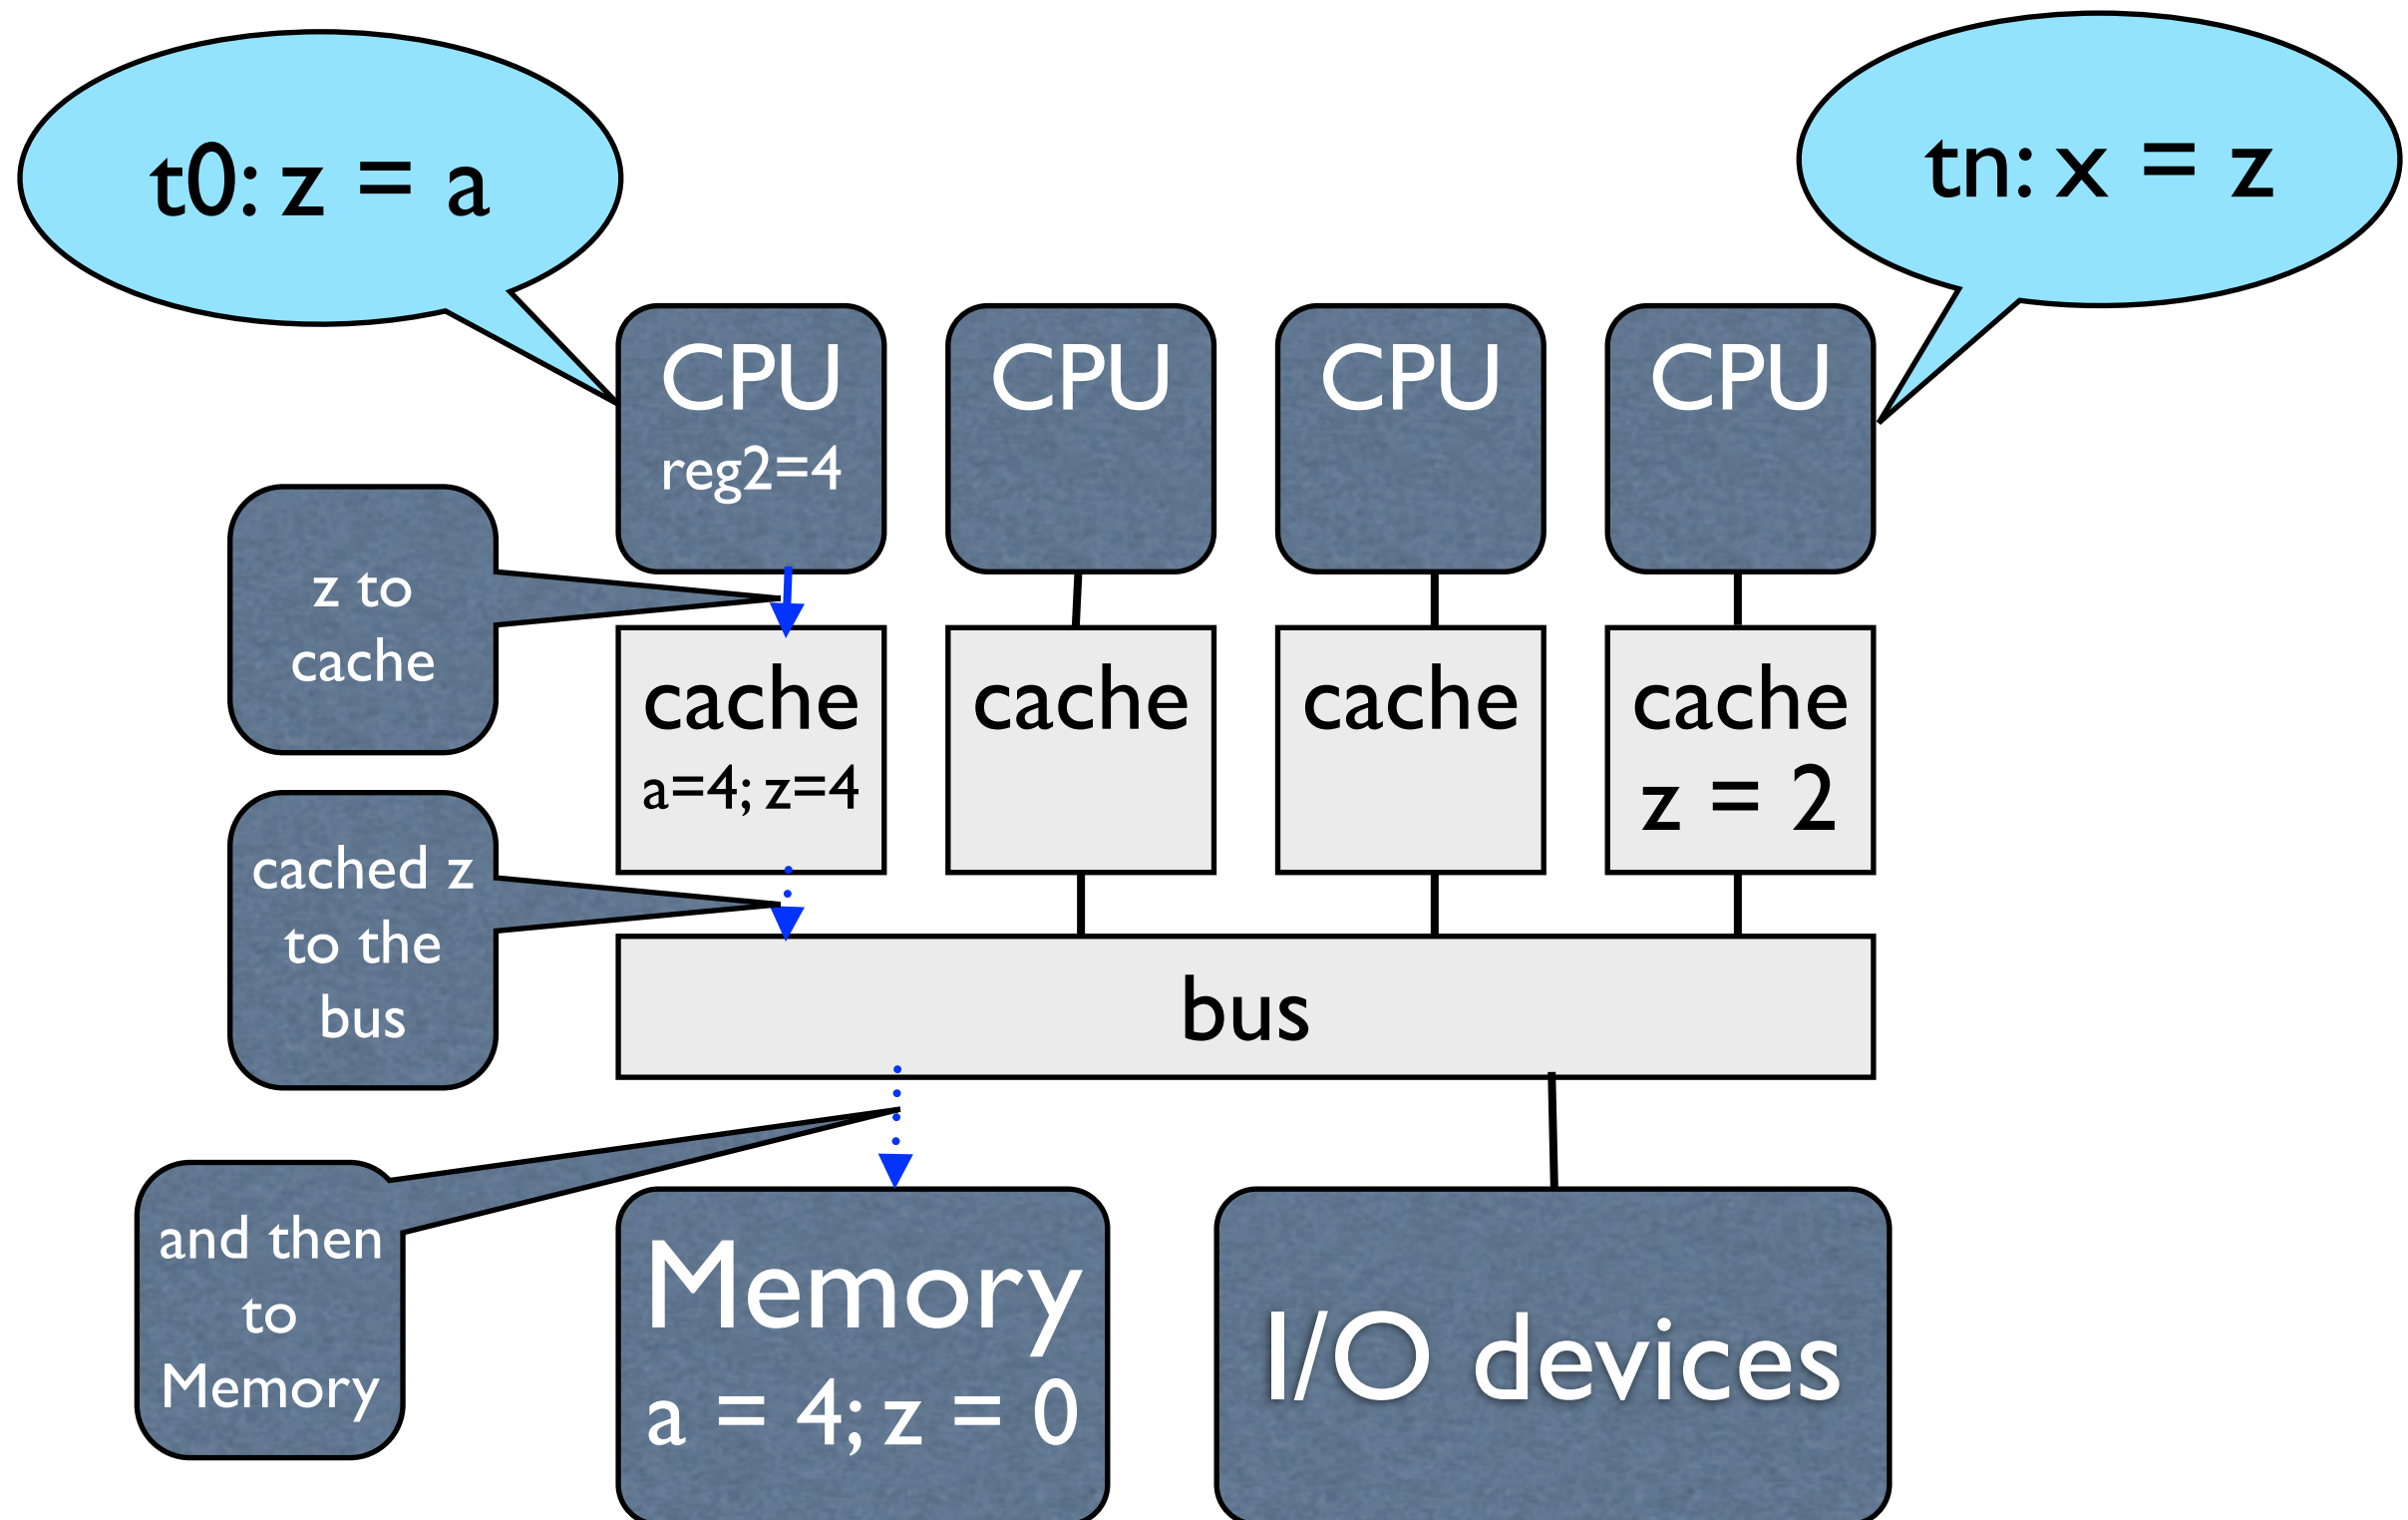 t0: z = a
tn: x = z
CPU
reg2=4
CPU
CPU
CPU
z to
cache
cache
a=4; z=4
cache
cache
cache
z = 2
cached z
to the
bus
bus
and then
to
Memory
Memory
a = 4; z = 0
I/O devices